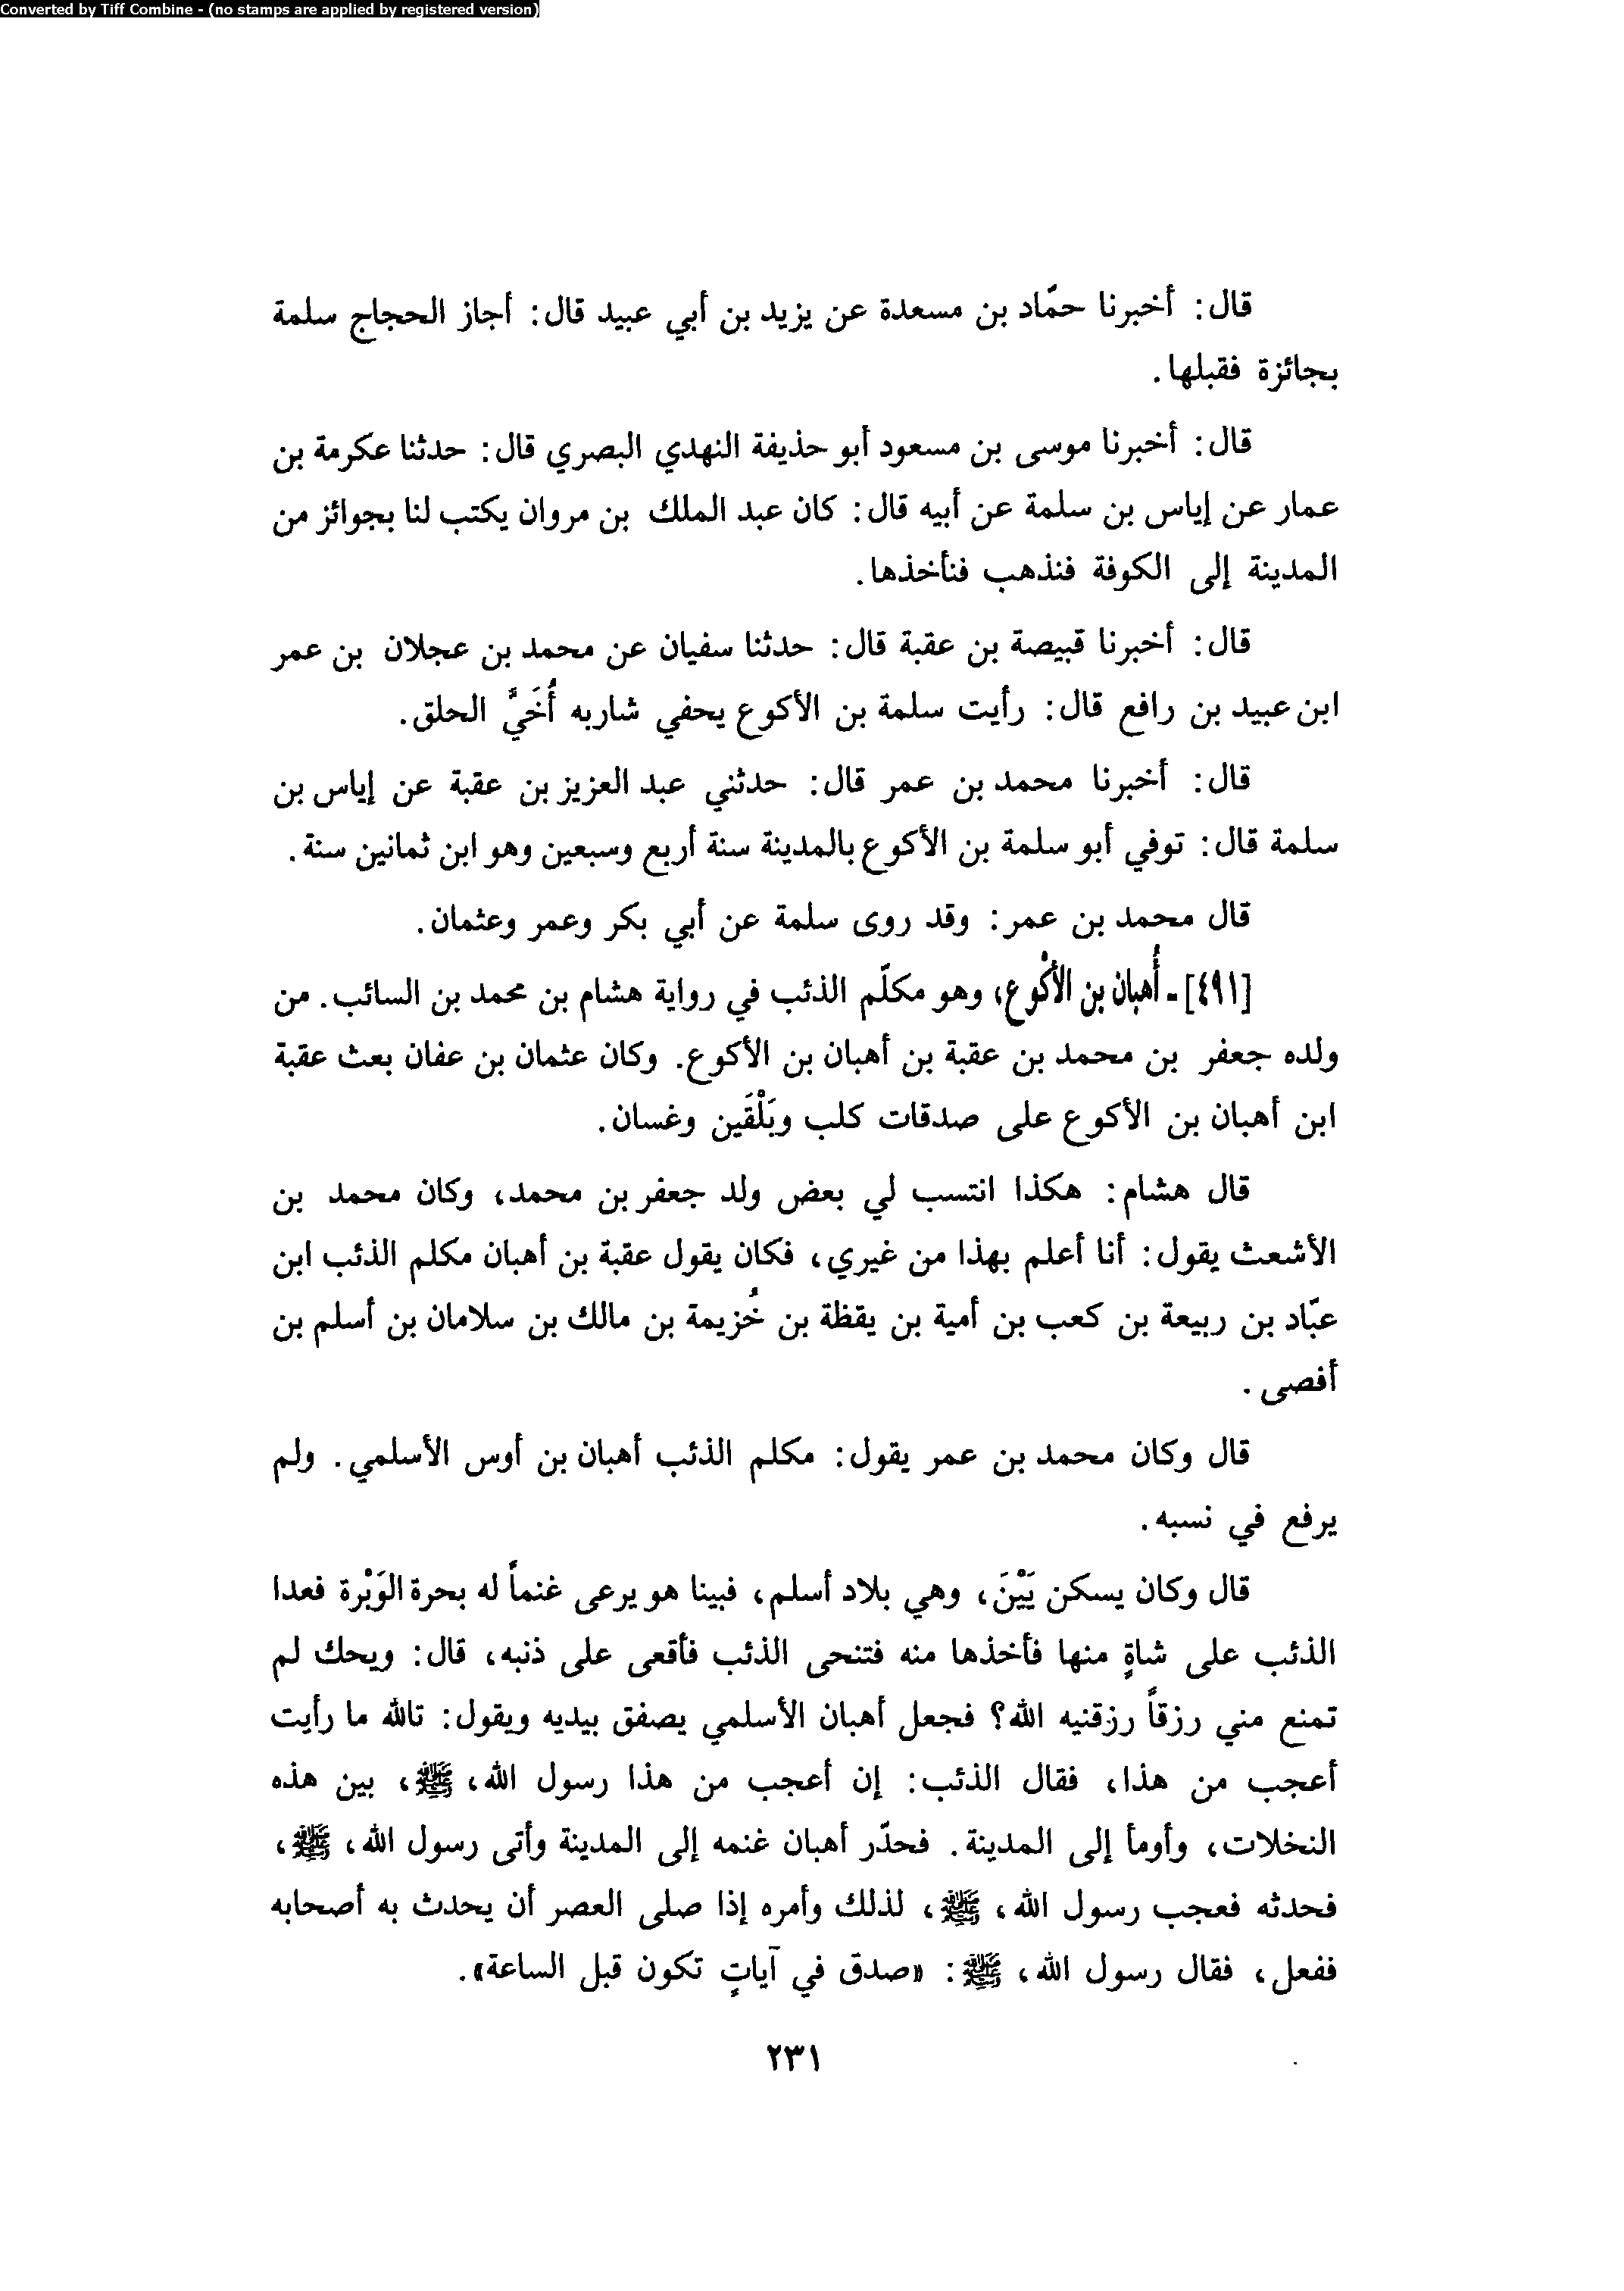 Converted by Tiff Combine - (no stamps are applied by registered version)
قال: أخبرنا حمّاد بن مسعدة عن يزيد بن أبي عبيد قال: أجاز الحجاج سلمة
بجائزة فقبلها.
قال: أخبرنا موسى بن مسعود أبو حذيفة النهدي البصري قال: حدثنا عكرمة بن
عمار عن إياس بن سلمة عن أبيه قال: كان عبد الملك بن مروان يكتب لنا بجوائز من
المدينة إلى الكوفة فنذهب فنأخذها.
قال: أخبرنا قبيصة بن عقبة قال: حدثنا سفيان عن محمد بن عجلان بن عمر
ابن عبيد بن رافع قال: رأيت سلمة بن الأكوع يحفي شاربه أُخَيَّ الحلق.
قال: أخبرنا محمد بن عمر قال: حدثني عبد العزيز بن عقبة عن إياس بن
سلمة قال: توفي أبو سلمة بن الأكوع بالمدينة سنة أربع وسبعين وهو ابن ثمانين سنة.
قال محمد بن عمر: وقد روى سلمة عن أبي بكر وعمر وعثمان.
[٤٩١] - أُهبان بن الأكْوع، وهو مكلّم الذئب في رواية هشام بن محمد بن السائب. من
ولده جعفر بن محمد بن عقبة بن أهبان بن الأكوع. وكان عثمان بن عفان بعث عقبة
ابن أهبان بن الأكوع على صدقات كلب وبَلْقَين وغسان.
قال هشام: هكذا انتسب لي بعض ولد جعفر بن محمد، وكان محمد بن
الأشعث يقول: أنا أعلم بهذا من غيري، فكان يقول عقبة بن أهبان مكلم الذئب ابن
عبّاد بن ربيعة بن كعب بن أمية بن يقظة بن خُزيمة بن مالك بن سلامان بن أسلم بن
أفصى.
قال وكان محمد بن عمر يقول: مكلم الذئب أهبان بن أوس الأسلمي. ولم
يرفع في نسبه.
قال وكان يسكن يَيْنَ، وهي بلاد أسلم، فبينا هو يرعى غنماً له بحرة الوَبْرة فعدا
الذئب على شاةٍ منها فأخذها منه فتنحى الذئب فأقعى على ذنبه، قال: ويحك لم
تمنع مني رزقاً رزقنيه الله؟ فجعل أهبان الأسلمي يصفق بيديه ويقول: تالله ما رأيت
أعجب من هذا، فقال الذئب: إن أعجب من هذا رسول الله، ﷺ، بين هذه
النخلات، وأومأ إلى المدينة. فحدّر أهبان غنمه إلى المدينة وأتى رسول الله، ﷺ،
فحدثه فعجب رسول الله، ﷺ، لذلك وأمره إذا صلى العصر أن يحدث به أصحابه
ففعل، فقال رسول الله، ﷺ: «صدق في آياتٍ تكون قبل الساعة».
٢٣١